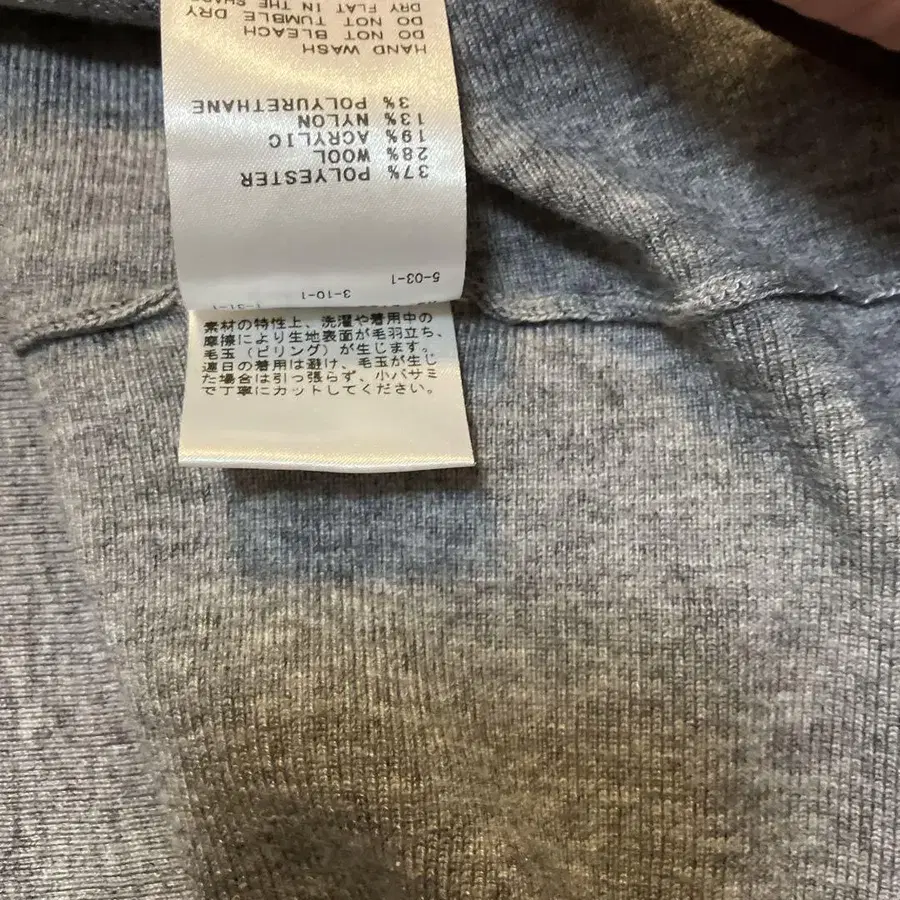 3-10-1
5-03-1
37% POLYESTER
28% WOOL
19% ACRYLIC
13% NYLON
3% POLYURETHANE
HAND WASH
DO NOT BLEACH
DO NOT TUMBLE DRY
DRY FLAT IN THE
素材の特性上、洗濯や着用中の
摩擦により生地表面が毛羽立ち、
毛玉(ピリング)が生じます。
連日の着用は避け、毛玉が生じ
た場合は引っ張らず、小バサミ
で丁寧にカットしてください。